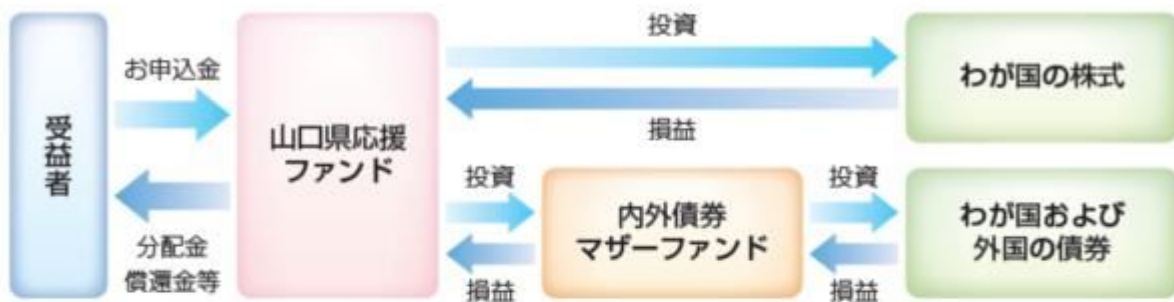 受益者
お申込金
分配金
償還金等
山口県応援
ファンド
投資
損益
わが国の株式
投資
損益
内外債券
マザーファンド
投資
損益
わが国および
外国の債券